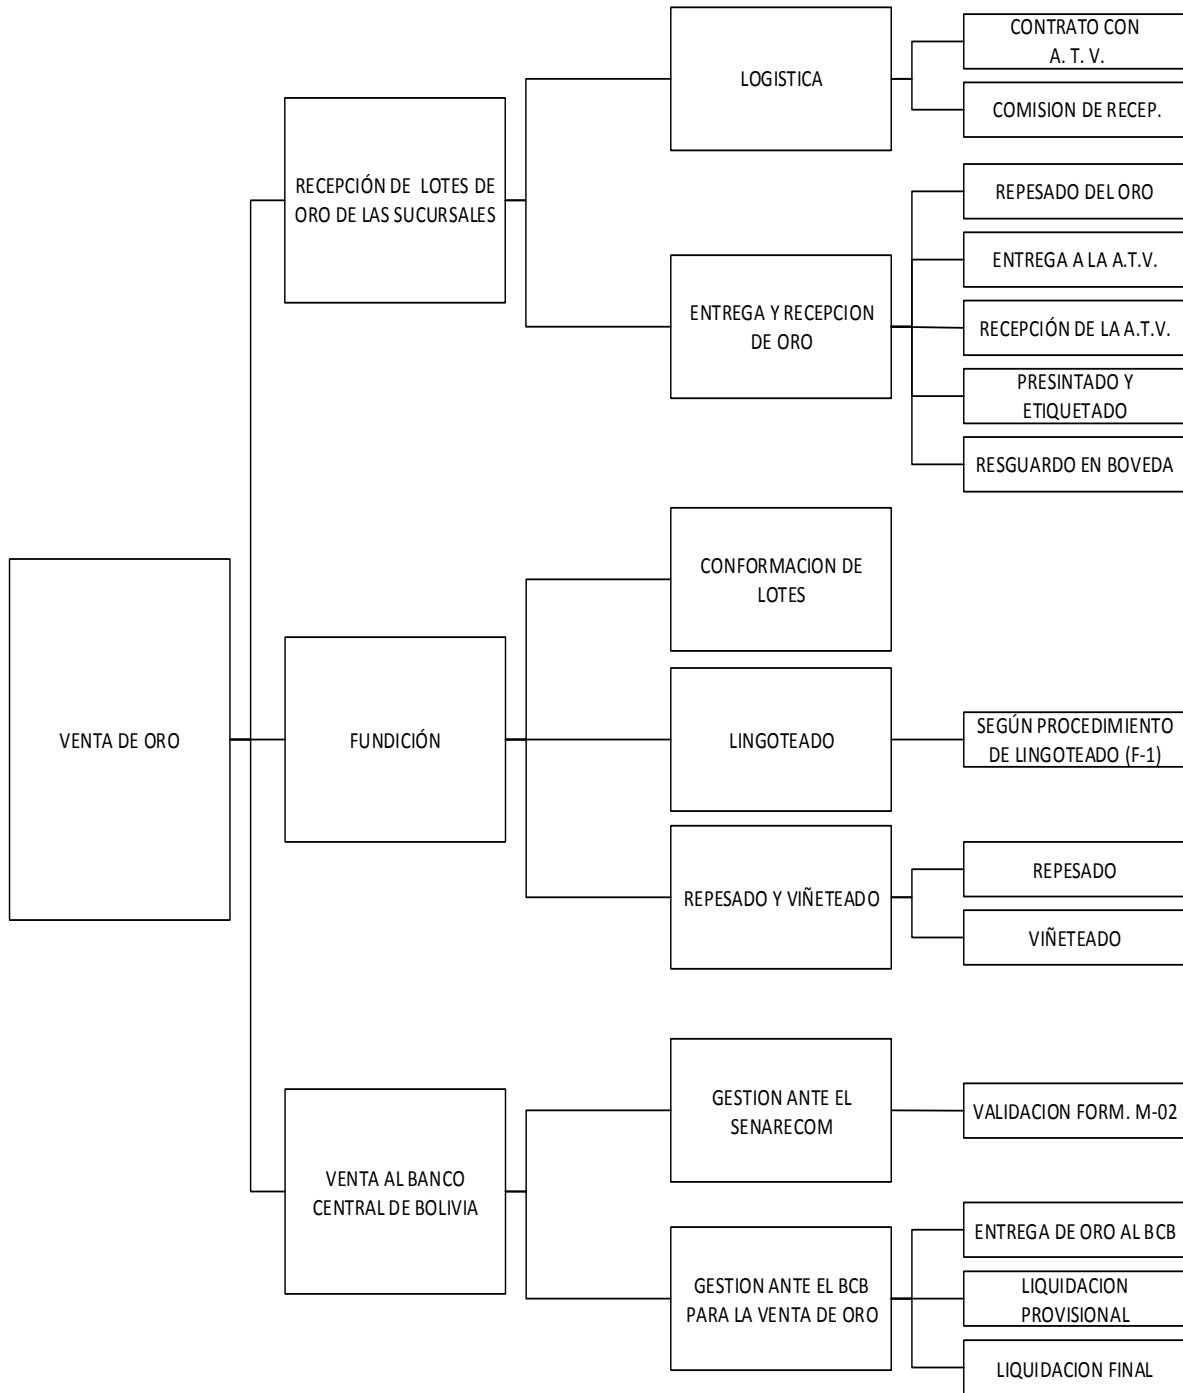 CONTRATO CON
A. T. V.
LOGISTICA
COMISION DE RECEP.
RECEPCIÓN DE LOTES DE
ORO DE LAS SUCURSALES
REPESADO DEL ORO
ENTREGA A LA A.T.V.
ENTREGA Y RECEPCION
DE ORO
RECEPCIÓN DE LA A.T.V.
PRESINTADO Y
ETIQUETADO
RESGUARDO EN BOVEDA
CONFORMACION DE
LOTES
VENTA DE ORO
FUNDICIÓN
LINGOTEADO
SEGÚN PROCEDIMIENTO
DE LINGOTEADO (F-1)
REPESADO Y VIÑETEADO
REPESADO
VIÑETEADO
GESTION ANTE EL
SENARECOM
VALIDACION FORM. M-02
VENTA AL BANCO
CENTRAL DE BOLIVIA
ENTREGA DE ORO AL BCB
GESTION ANTE EL BCB
PARA LA VENTA DE ORO
LIQUIDACION
PROVISIONAL
LIQUIDACION FINAL